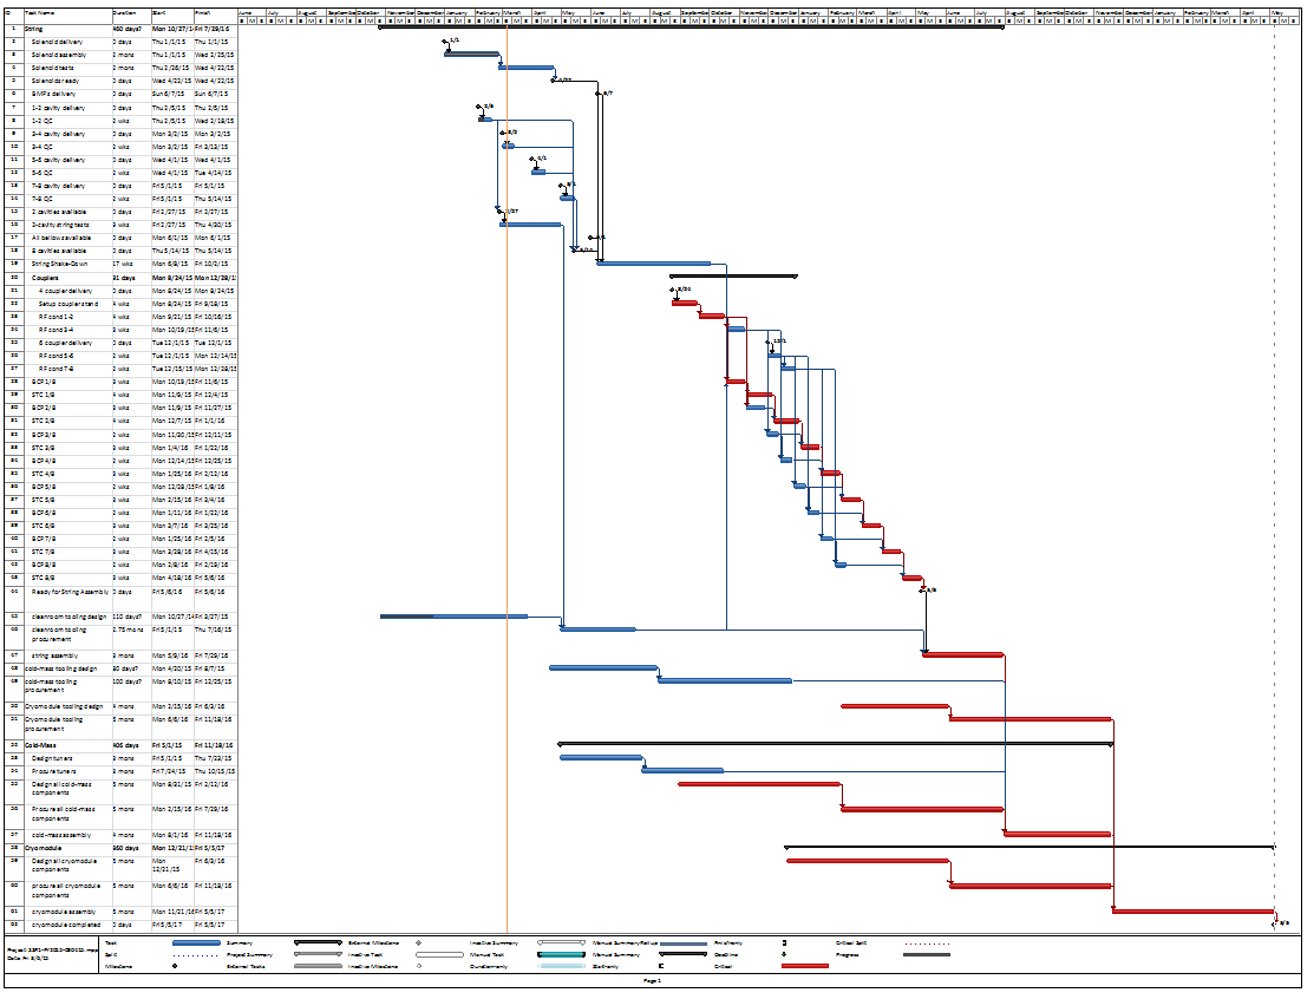 ID Task Name Duration Start Finish June July August September October November December January February March April May June July August September October November December January February March April May June July August September October November December January February March April May
1 String 460 days? Mon 10/27/14 Fri 7/29/16
2 Solenoid delivery 0 days Thu 1/1/15 Thu 1/1/15 1/1
3 Solenoid assembly 2 mons Thu 1/1/15 Wed 2/25/15
4 Solenoid tests 2 mons Thu 2/26/15 Wed 4/22/15
5 Solenoids ready 0 days Wed 4/22/15 Wed 4/22/15 4/22
6 BMPs delivery 0 days Sun 6/7/15 Sun 6/7/15 6/7
7 1-2 cavity delivery 0 days Thu 2/5/15 Thu 2/5/15 2/5
8 1-2 QC 2 wks Thu 2/5/15 Wed 2/18/15
9 3-4 cavity delivery 0 days Mon 3/2/15 Mon 3/2/15 3/2
10 3-4 QC 2 wks Mon 3/2/15 Fri 3/13/15
11 5-6 cavity delivery 0 days Wed 4/1/15 Wed 4/1/15 4/1
12 5-6 QC 2 wks Wed 4/1/15 Tue 4/14/15
13 7-8 cavity delivery 0 days Fri 5/1/15 Fri 5/1/15 5/1
14 7-8 QC 2 wks Fri 5/1/15 Thu 5/14/15
15 2 cavities available 0 days Fri 2/27/15 Fri 2/27/15 2/27
16 2-cavity string tests 9 wks Fri 2/27/15 Thu 4/30/15
17 All bellows available 0 days Mon 6/1/15 Mon 6/1/15 6/1
18 8 cavities available 0 days Thu 5/14/15 Thu 5/14/15 5/14
19 String Shake-Down 17 wks Mon 6/8/15 Fri 10/2/15
20 Couplers 91 days Mon 8/24/15 Mon 12/28/15
21 4 coupler delivery 0 days Mon 8/24/15 Mon 8/24/15 8/24
22 Setup coupler stand 4 wks Mon 8/24/15 Fri 9/18/15
23 RF cond 1-2 4 wks Mon 9/21/15 Fri 10/16/15
24 RF cond 3-4 3 wks Mon 10/19/15 Fri 11/6/15
25 6 coupler delivery 0 days Tue 12/1/15 Tue 12/1/15 12/1
26 RF cond 5-6 2 wks Tue 12/1/15 Mon 12/14/15
27 RF cond 7-8 2 wks Tue 12/15/15 Mon 12/28/15
28 BCP 1/8 3 wks Mon 10/19/15 Fri 11/6/15
29 STC 1/8 4 wks Mon 11/9/15 Fri 12/4/15
30 BCP 2/8 3 wks Mon 11/9/15 Fri 11/27/15
31 STC 2/8 4 wks Mon 12/7/15 Fri 1/1/16
32 BCP 3/8 2 wks Mon 11/30/15 Fri 12/11/15
33 STC 3/8 3 wks Mon 1/4/16 Fri 1/22/16
34 BCP 4/8 2 wks Mon 12/14/15 Fri 12/25/15
35 STC 4/8 3 wks Mon 1/25/16 Fri 2/12/16
36 BCP 5/8 2 wks Mon 12/28/15 Fri 1/8/16
37 STC 5/8 3 wks Mon 2/15/16 Fri 3/4/16
38 BCP 6/8 2 wks Mon 1/11/16 Fri 1/22/16
39 STC 6/8 3 wks Mon 3/7/16 Fri 3/25/16
40 BCP 7/8 2 wks Mon 1/25/16 Fri 2/5/16
41 STC 7/8 3 wks Mon 3/28/16 Fri 4/15/16
42 BCP 8/8 2 wks Mon 2/8/16 Fri 2/19/16
43 STC 8/8 3 wks Mon 4/18/16 Fri 5/6/16
44 Ready for String Assembly 0 days Fri 5/6/16 Fri 5/6/16 5/6
45 cleanroom tooling design 110 days? Mon 10/27/14 Fri 3/27/15
46 cleanroom tooling procurement 2.75 mons Fri 5/1/15 Thu 7/16/15
47 string assembly 3 mons Mon 5/9/16 Fri 7/29/16
48 cold-mass tooling design 80 days? Mon 4/20/15 Fri 8/7/15
49 cold-mass tooling procurement 100 days? Mon 8/10/15 Fri 12/25/15
50 Cryomodule tooling design 4 mons Mon 2/15/16 Fri 6/3/16
51 Cryomodule tooling procurement 6 mons Mon 6/6/16 Fri 11/18/16
52 Cold-Mass 406 days Fri 5/1/15 Fri 11/18/16
53 Design tuners 3 mons Fri 5/1/15 Thu 7/23/15
54 Procure tuners 3 mons Fri 7/24/15 Thu 10/15/15
55 Design all cold-mass components 6 mons Mon 8/31/15 Fri 2/12/16
56 Procure all cold-mass components 6 mons Mon 2/15/16 Fri 7/29/16
57 cold-mass assembly 4 mons Mon 8/1/16 Fri 11/18/16
58 Cryomodule 360 days Mon 12/21/15 Fri 5/5/17
59 Design all cryomodule components 6 mons Mon 12/21/15 Fri 6/3/16
60 procure all cryomodule components 6 mons Mon 6/6/16 Fri 11/18/16
61 cryomodule assembly 6 mons Mon 11/21/16 Fri 5/5/17
62 cryomodule completed 0 days Fri 5/5/17 Fri 5/5/17 5/5
Task Summary External Milestone Inactive Summary Manual Summary Rollup Finish-only Critical Split
Split Project Summary Inactive Task Manual Task Manual Summary Deadline Progress
Milestone External Tasks Inactive Milestone Duration-only Start-only Critical
Page 1